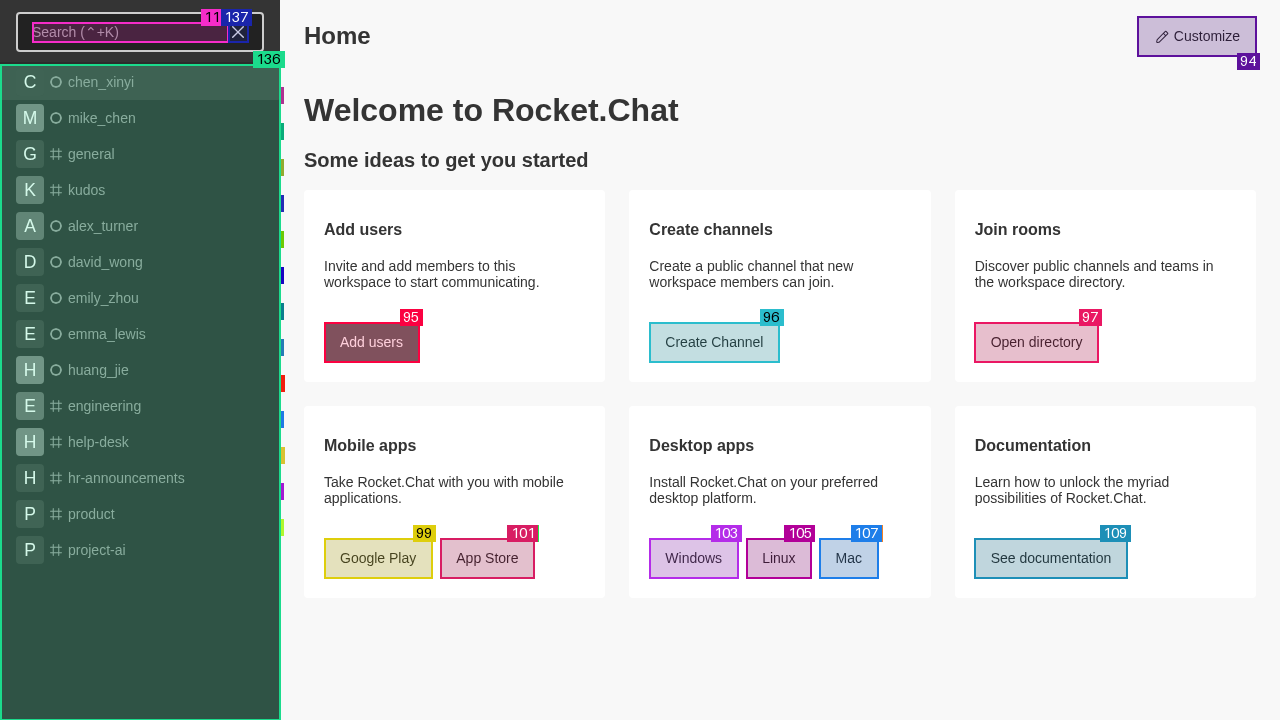 Search (⌃+K)
11
137
136
C chen_xinyi
M mike_chen
G general
K kudos
A alex_turner
D david_wong
E emily_zhou
E emma_lewis
H huang_jie
E engineering
H help-desk
H hr-announcements
P product
P project-ai
Home
Customize
94
Welcome to Rocket.Chat
Some ideas to get you started
Add users
Invite and add members to this
workspace to start communicating.
95
Add users
Create channels
Create a public channel that new
workspace members can join.
96
Create Channel
Join rooms
Discover public channels and teams in
the workspace directory.
97
Open directory
Mobile apps
Take Rocket.Chat with you with mobile
applications.
99
Google Play
101
App Store
Desktop apps
Install Rocket.Chat on your preferred
desktop platform.
103
Windows
105
Linux
107
Mac
Documentation
Learn how to unlock the myriad
possibilities of Rocket.Chat.
109
See documentation